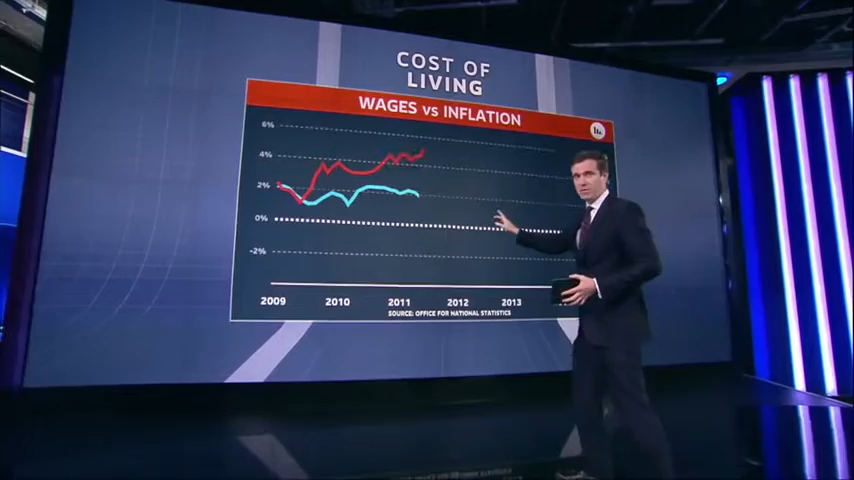 COST OF
LIVING
WAGES VS INFLATION
6%
4%
2%
0%
-2%
2009 2010 2011 2012 2013
SOURCE: OFFICE FOR NATIONAL STATISTICS